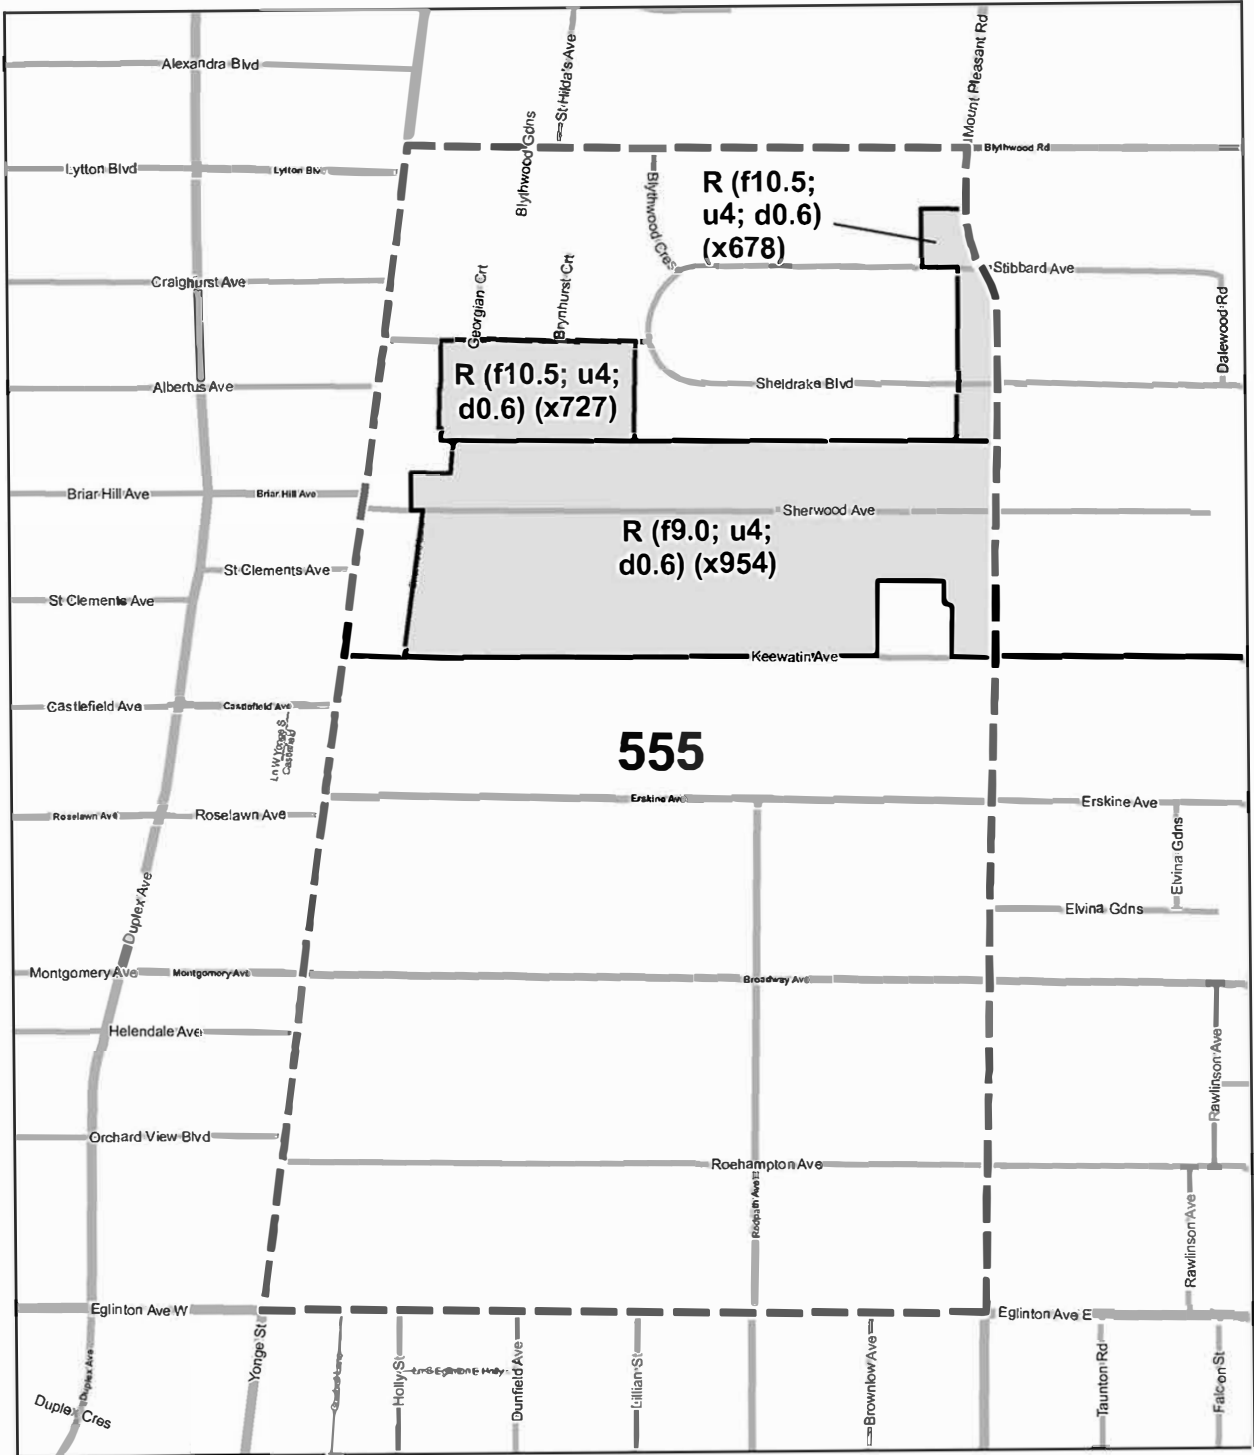 Mount Pleasant Rd
St Hilda's Ave
Alexandra Blvd
Blythwood Gdns
Blythwood Rd
Lytton Blvd
Lytton Blvd
R (f10.5;
u4; d0.6)
(x678)
Blythwood Cres
Stibbard Ave
Craighurst Ave
Georgian Crt
Brynhurst Crt
Dalewood Rd
R (f10.5; u4;
d0.6) (x727)
Sheldrake Blvd
Albertus Ave
Briar Hill Ave
Briar Hill Ave
Sherwood Ave
R (f9.0; u4;
d0.6) (x954)
St Clements Ave
St Clements Ave
Keewatin Ave
Castlefield Ave
Castlefield Ave
Ln W Yonge S
Castlefield
555
Erskine Ave
Erskine Ave
Roselawn Ave
Roselawn Ave
Elvina Gdns
Duplex Ave
Elvina Gdns
Montgomery Ave
Montgomery Ave
Broadway Ave
Helendale Ave
Rawlinson Ave
Orchard View Blvd
Roehampton Ave
Redpath Ave
Rawlinson Ave
Eglinton Ave W
Eglinton Ave E
Yonge St
Duplex Ave
Holly St
Dunfield Ave
Lillian St
Brownlow Ave
Taunton Rd
Falcon St
Duplex Cres